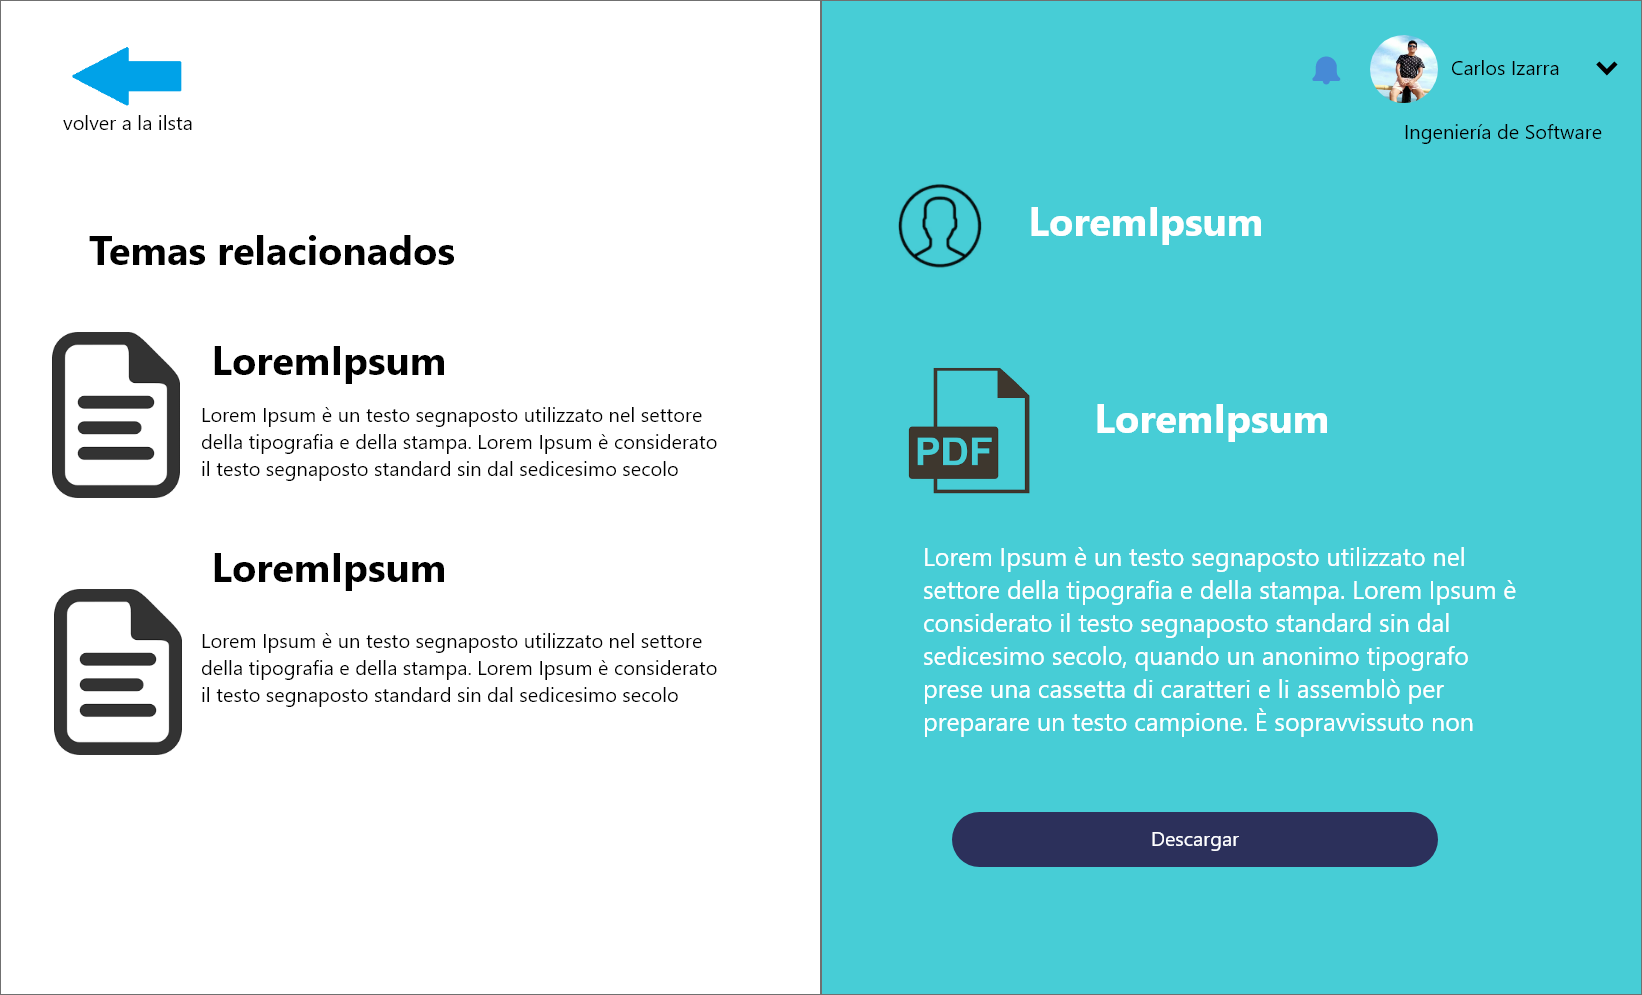 volver a la ilsta
Temas relacionados
LoremIpsum
Lorem Ipsum è un testo segnaposto utilizzato nel settore
della tipografia e della stampa. Lorem Ipsum è considerato
il testo segnaposto standard sin dal sedicesimo secolo
LoremIpsum
Lorem Ipsum è un testo segnaposto utilizzato nel settore
della tipografia e della stampa. Lorem Ipsum è considerato
il testo segnaposto standard sin dal sedicesimo secolo
Carlos Izarra
Ingeniería de Software
LoremIpsum
PDF
LoremIpsum
Lorem Ipsum è un testo segnaposto utilizzato nel
settore della tipografia e della stampa. Lorem Ipsum è
considerato il testo segnaposto standard sin dal
sedicesimo secolo, quando un anonimo tipografo
prese una cassetta di caratteri e li assemblò per
preparare un testo campione. È sopravvissuto non
Descargar